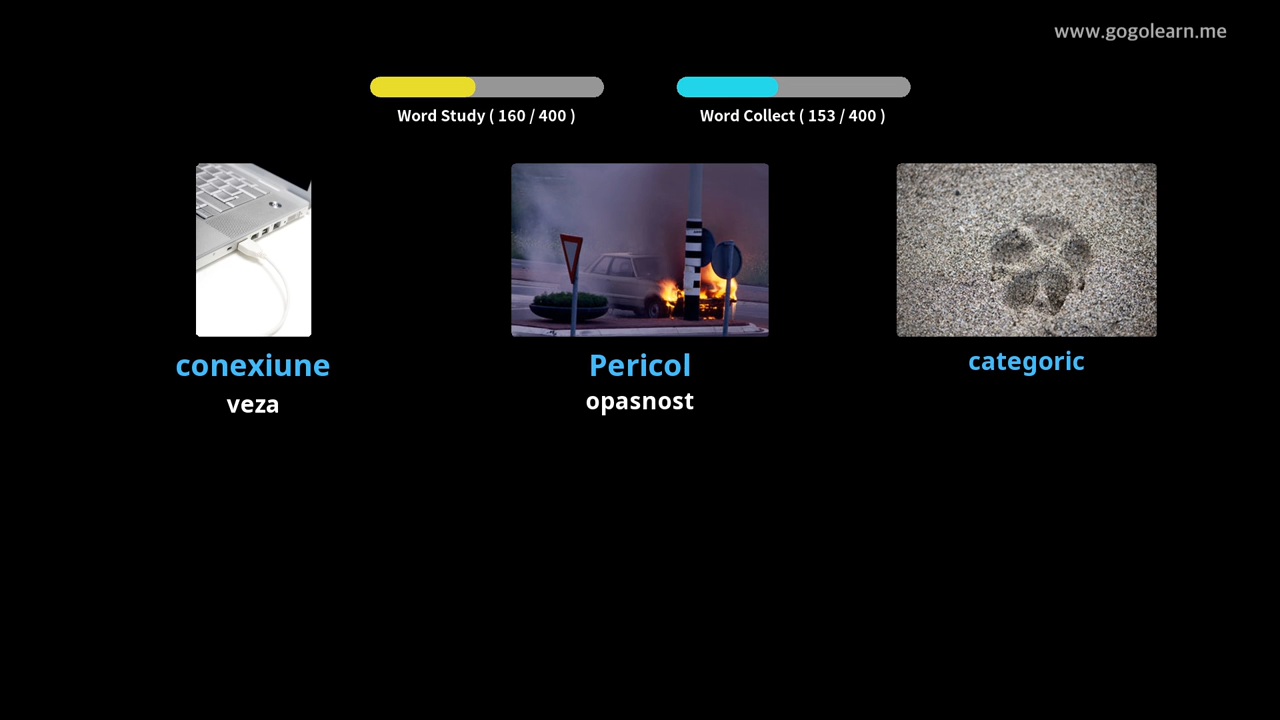 www.gogolearn.me
Word Study ( 160 / 400 )
Word Collect ( 153 / 400 )
conexiune
veza
Pericol
opasnost
categoric